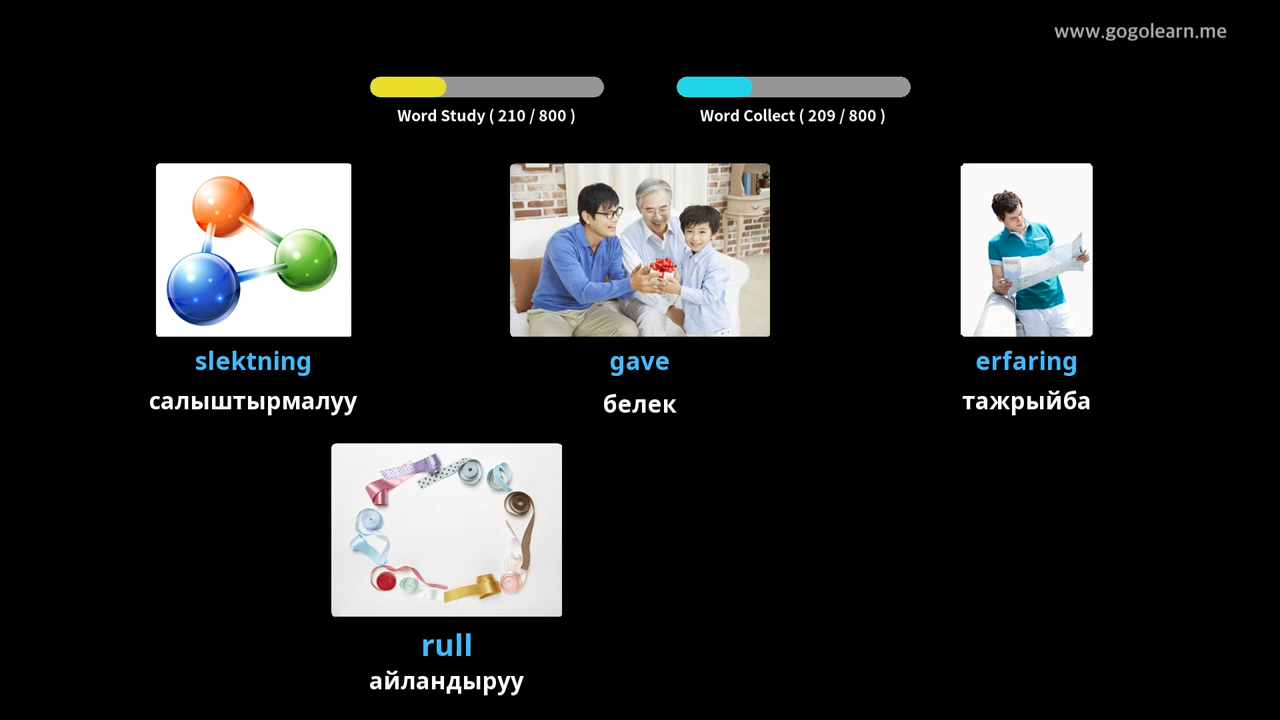 www.gogolearn.me
Word Study ( 210 / 800 )
Word Collect ( 209 / 800 )
slektning
gave
erfaring
салыштырмалуу
белек
тажрыйба
rull
айландыруу